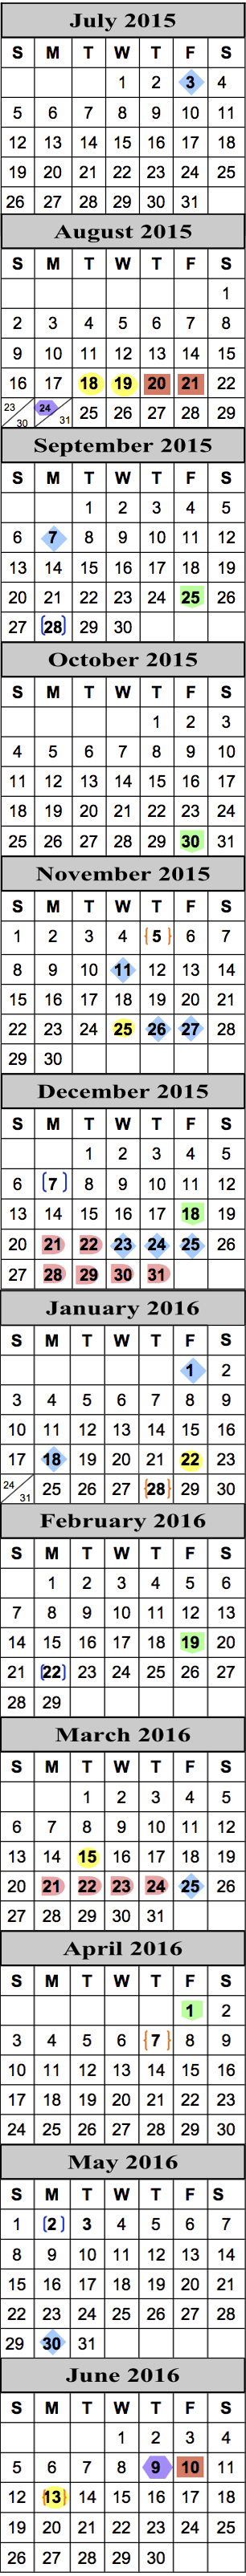 July 2015
S M T W T F S
1 2 3 4
5 6 7 8 9 10 11
12 13 14 15 16 17 18
19 20 21 22 23 24 25
26 27 28 29 30 31
August 2015
S M T W T F S
1
2 3 4 5 6 7 8
9 10 11 12 13 14 15
16 17 18 19 20 21 22
23/30 24/31 25 26 27 28 29
September 2015
S M T W T F S
1 2 3 4 5
6 7 8 9 10 11 12
13 14 15 16 17 18 19
20 21 22 23 24 25 26
27 [28] 29 30
October 2015
S M T W T F S
1 2 3
4 5 6 7 8 9 10
11 12 13 14 15 16 17
18 19 20 21 22 23 24
25 26 27 28 29 30 31
November 2015
S M T W T F S
1 2 3 4 {5} 6 7
8 9 10 11 12 13 14
15 16 17 18 19 20 21
22 23 24 25 26 27 28
29 30
December 2015
S M T W T F S
1 2 3 4 5
6 [7] 8 9 10 11 12
13 14 15 16 17 18 19
20 21 22 23 24 25 26
27 28 29 30 31
January 2016
S M T W T F S
1 2
3 4 5 6 7 8 9
10 11 12 13 14 15 16
17 18 19 20 21 22 23
24/31 25 26 27 {28} 29 30
February 2016
S M T W T F S
1 2 3 4 5 6
7 8 9 10 11 12 13
14 15 16 17 18 19 20
21 [22] 23 24 25 26 27
28 29
March 2016
S M T W T F S
1 2 3 4 5
6 7 8 9 10 11 12
13 14 15 16 17 18 19
20 21 22 23 24 25 26
27 28 29 30 31
April 2016
S M T W T F S
1 2
3 4 5 6 {7} 8 9
10 11 12 13 14 15 16
17 18 19 20 21 22 23
24 25 26 27 28 29 30
May 2016
S M T W T F S
1 [2] 3 4 5 6 7
8 9 10 11 12 13 14
15 16 17 18 19 20 21
22 23 24 25 26 27 28
29 30 31
June 2016
S M T W T F S
1 2 3 4
5 6 7 8 9 10 11
12 {13} 14 15 16 17 18
19 20 21 22 23 24 25
26 27 28 29 30